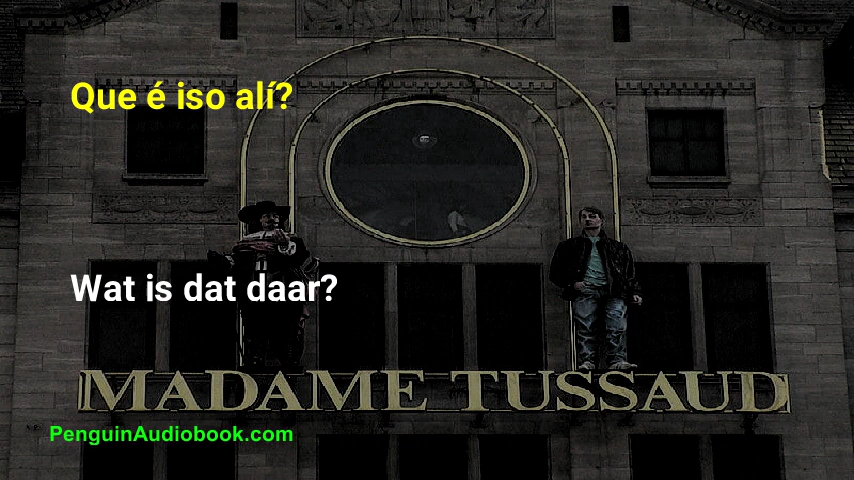 Que é iso alí?
Wat is dat daar?
MADAME TUSSAUD
PenguinAudiobook.com